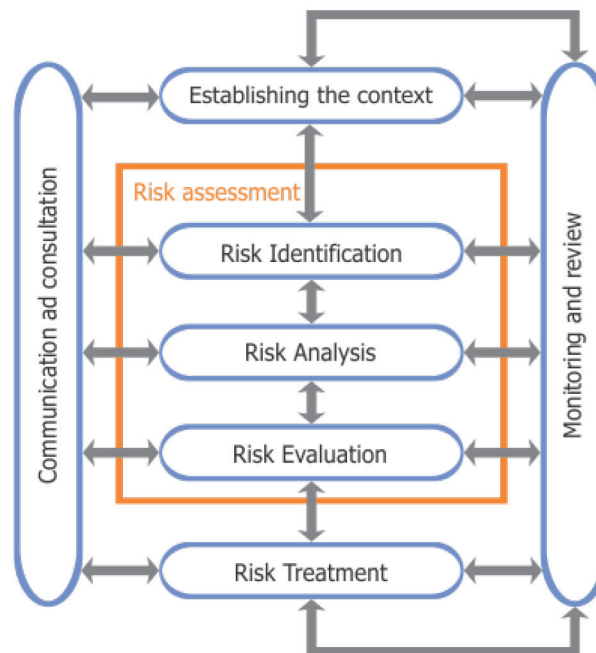 Establishing the context
Risk assessment
Risk Identification
Risk Analysis
Risk Evaluation
Risk Treatment
Communication ad consultation
Monitoring and review